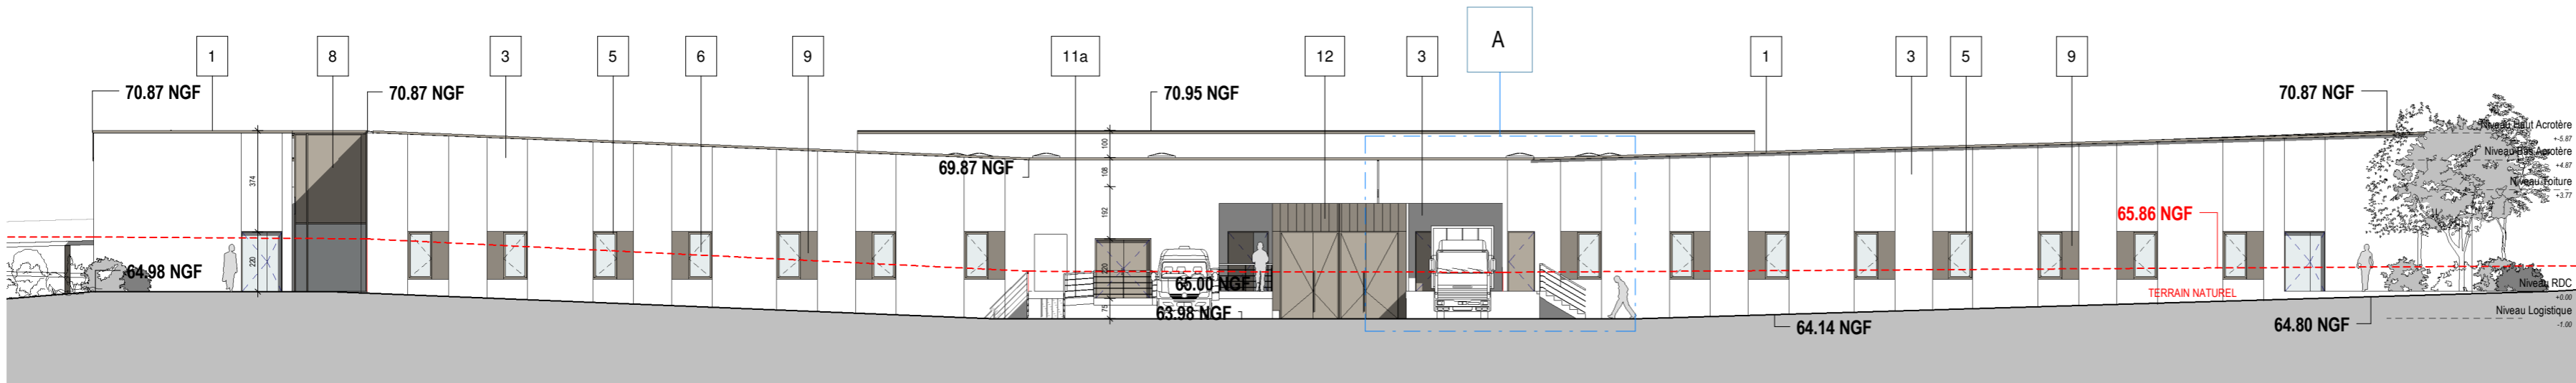 A
1
8
3
5
6
9
11a
12
3
1
3
5
9
70.87 NGF
70.87 NGF
70.95 NGF
70.87 NGF
Niveau Haut Acrotère
+5.87
100
Niveau Bas Acrotère
+4.87
69.87 NGF
108
374
Niveau Toiture
+3.77
192
65.86 NGF
220
220
64.98 NGF
65.00 NGF
Niveau RDC
+0.00
TERRAIN NATUREL
75
63.98 NGF
Niveau Logistique
-1.00
64.14 NGF
64.80 NGF